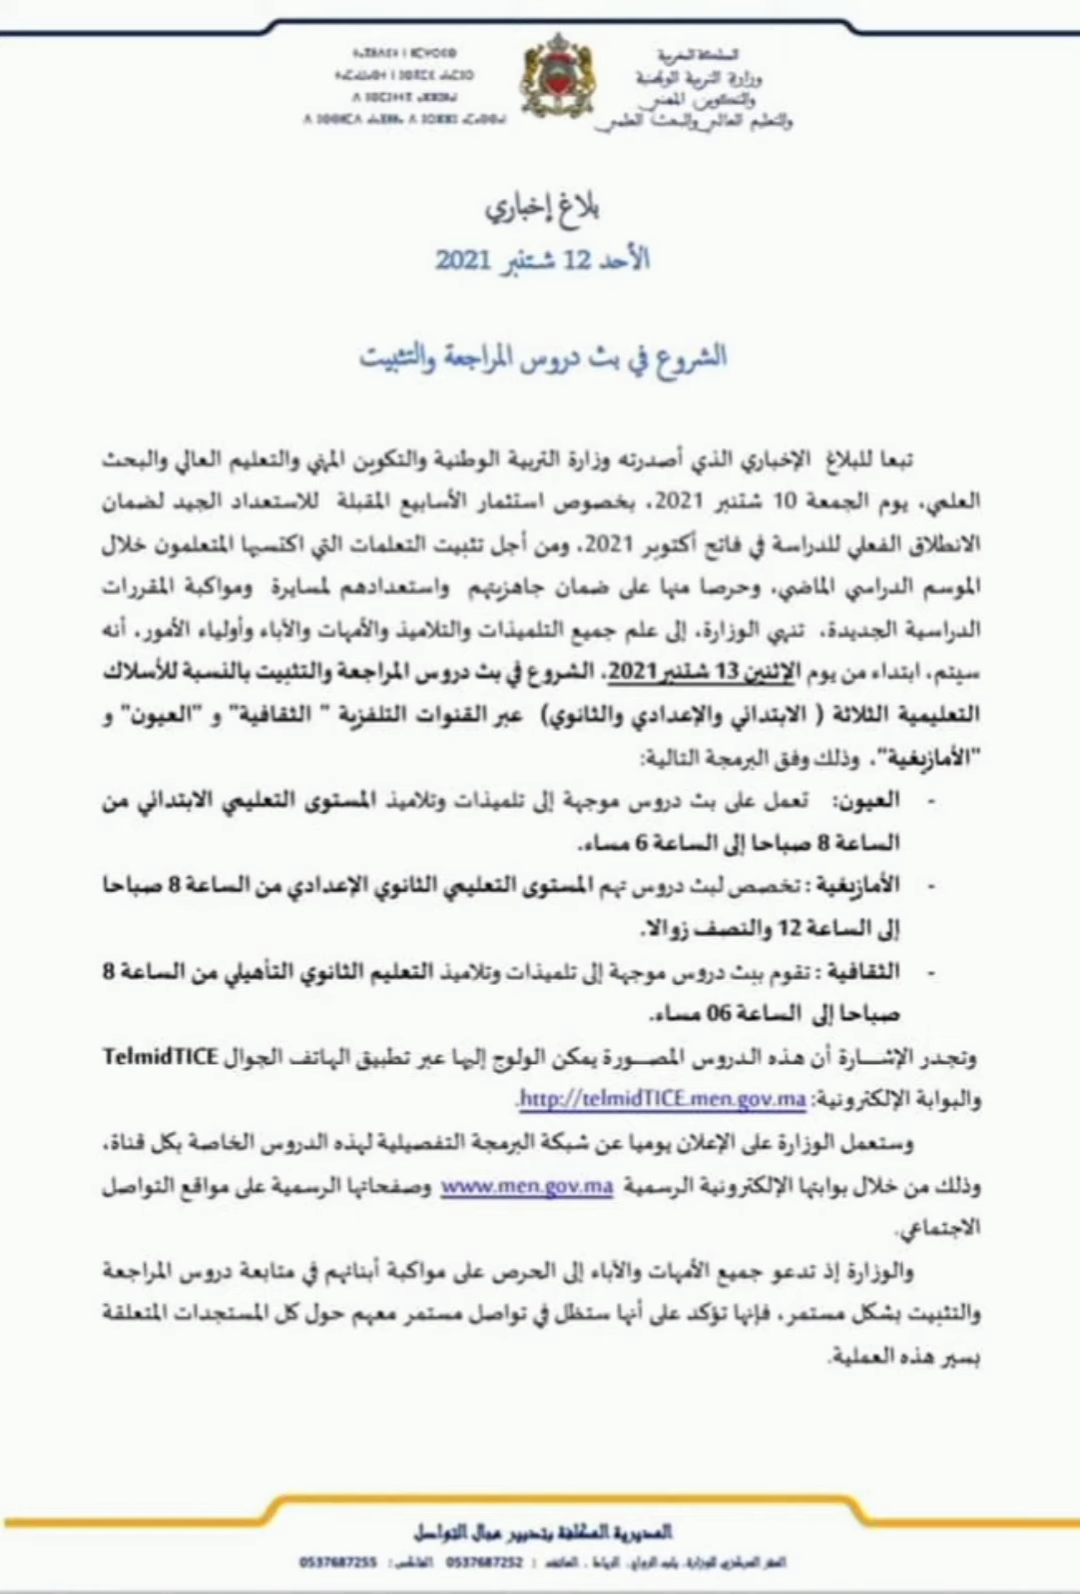 المملكة المغربية
وزارة التربية الوطنية
والتكوين المهني
والتعليم العالي والبحث العلمي
بلاغ إخباري
الأحد 12 شتنبر 2021
الشروع في بث دروس المراجعة والتثبيت
تبعا للبلاغ الإخباري الذي أصدرته وزارة التربية الوطنية والتكوين المهني والتعليم العالي والبحث
العلمي، يوم الجمعة 10 شتنبر 2021، بخصوص استثمار الأسابيع المقبلة للاستعداد الجيد لضمان
الانطلاق الفعلي للدراسة في فاتح أكتوبر 2021، ومن أجل تثبيت التعلمات التي اكتسبها المتعلمون خلال
الموسم الدراسي الماضي، وحرصا منها على ضمان جاهزيتهم واستعدادهم لمسايرة ومواكبة المقررات
الدراسية الجديدة، تنهي الوزارة، إلى علم جميع التلميذات والتلاميذ والأمهات والآباء وأولياء الأمور، أنه
سيتم، ابتداء من يوم الإثنين 13 شتنبر 2021، الشروع في بث دروس المراجعة والتثبيت بالنسبة للأسلاك
التعليمية الثلاثة ( الابتدائي والإعدادي والثانوي) عبر القنوات التلفزية " الثقافية" و "العيون" و
"الأمازيغية"، وذلك وفق البرمجة التالية:
- العيون: تعمل على بث دروس موجهة إلى تلميذات وتلاميذ المستوى التعليمي الابتدائي من
الساعة 8 صباحا إلى الساعة 6 مساء.
- الأمازيغية : تخصص لبث دروس تهم المستوى التعليمي الثانوي الإعدادي من الساعة 8 صباحا
إلى الساعة 12 والنصف زوالا.
- الثقافية : تقوم ببث دروس موجهة إلى تلميذات وتلاميذ التعليم الثانوي التأهيلي من الساعة 8
صباحا إلى الساعة 06 مساء.
وتجدر الإشـارة أن هذه الدروس المصـورة يمكن الولوج إليها عبر تطبيق الهاتف الجوال TelmidTICE
والبوابة الإلكترونية: http://telmidTICE.men.gov.ma.
وستعمل الوزارة على الإعلان يوميا عن شبكة البرمجة التفصيلية لهذه الدروس الخاصة بكل قناة،
وذلك من خلال بوابتها الإلكترونية الرسمية www.men.gov.ma وصفحاتها الرسمية على مواقع التواصل
الاجتماعي.
والوزارة إذ تدعو جميع الأمهات والآباء إلى الحرص على مواكبة أبنائهم في متابعة دروس المراجعة
والتثبيت بشكل مستمر، فإنها تؤكد على أنها ستظل في تواصل مستمر معهم حول كل المستجدات المتعلقة
بسير هذه العملية.
المديرية المكلفة بتدبير مجال التواصل
المقر المركزي للوزارة، باب الرواح، الرباط ، الهاتف : 0537687252 الفاكس: 0537687255